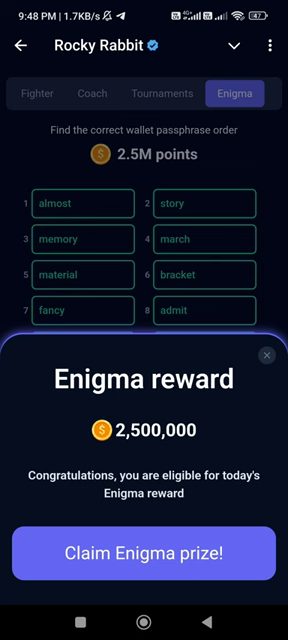 9:48 PM | 1.7KB/s
4G+
47
Rocky Rabbit
Fighter Coach Tournaments Enigma
Find the correct wallet passphrase order
$ 2.5M points
1 almost 2 story
3 memory 4 march
5 material 6 bracket
7 fancy 8 admit
Enigma reward
$ 2,500,000
Congratulations, you are eligible for today's
Enigma reward
Claim Enigma prize!